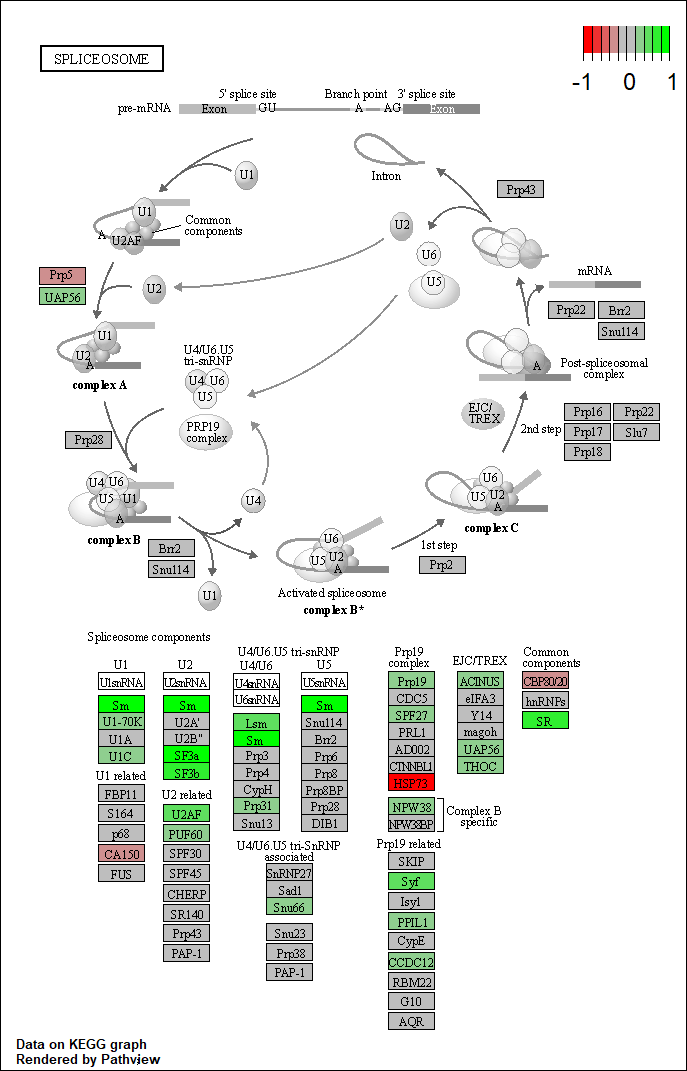 SPLICEOSOME
-1 0 1
5' splice site Branch point 3' splice site
pre-mRNA Exon GU A AG Exon
U1
Intron
Prp43
U1
A U2AF
Common
components
U2
U6
U5
mRNA
Prp5
UAP56
U2
Prp22 Brr2
Snu114
U1
U2
A
complex A
U4/U6.U5
tri-snRNP
U4 U6
U5
A
Post-spliceosomal
complex
PRP19
complex
EJC/
TREX
2nd step
Prp16 Prp22
Prp17 Slu7
Prp18
Prp28
U4 U6
U5 U1
A
complex B
U4
U6
U5 U2
A
complex C
Brr2
Snu114
U1
U6
U5 U2
A
1st step
Prp2
Activated spliceosome
complex B*
Spliceosome components
U1
U1snRNA
Sm
U1-70K
U1A
U1C
U1 related
FBP11
S164
p68
CA150
FUS
U2
U2snRNA
Sm
U2A'
U2B"
SF3a
SF3b
U2 related
U2AF
PUF60
SPF30
SPF45
CHERP
SR140
Prp43
PAP-1
U4/U6.U5 tri-snRNP
U4/U6
U4snRNA
U6snRNA
Lsm
Sm
Prp3
Prp4
CypH
Prp31
Snu13
U5
U5snRNA
Sm
Snu114
Brr2
Prp6
Prp8
Prp8BP
Prp28
DIB1
U4/U6.U5 tri-SnRNP
associated
SnRNP27
Sad1
Snu66
Snu23
Prp38
PAP-1
Prp19
complex
Prp19
CDC5
SPF27
PRL1
AD002
CTNNBL1
HSP73
NPW38
NPW38BP
Complex B
specific
Prp19 related
SKIP
Syf
Isy1
PPIL1
CypE
CCDC12
RBM22
G10
AQR
EJC/TREX
ACINUS
eIFA3
Y14
magoh
UAP56
THOC
Common
components
CBP80/20
hnRNPs
SR
Data on KEGG graph
Rendered by Pathview